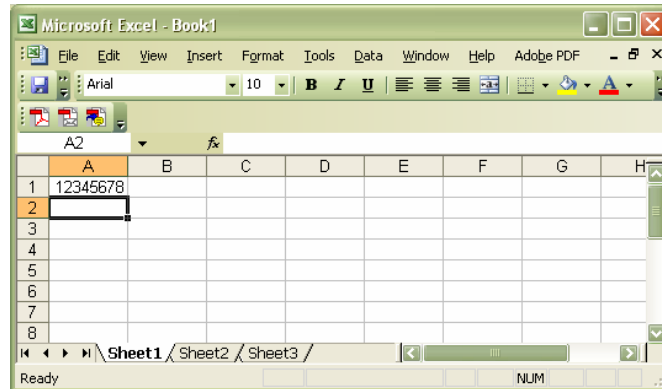 Microsoft Excel - Book1
File Edit View Insert Format Tools Data Window Help Adobe PDF
Arial 10 B I U A
A2 fx
A B C D E F G H
1 12345678
2
3
4
5
6
7
8
Sheet1 Sheet2 Sheet3
Ready NUM